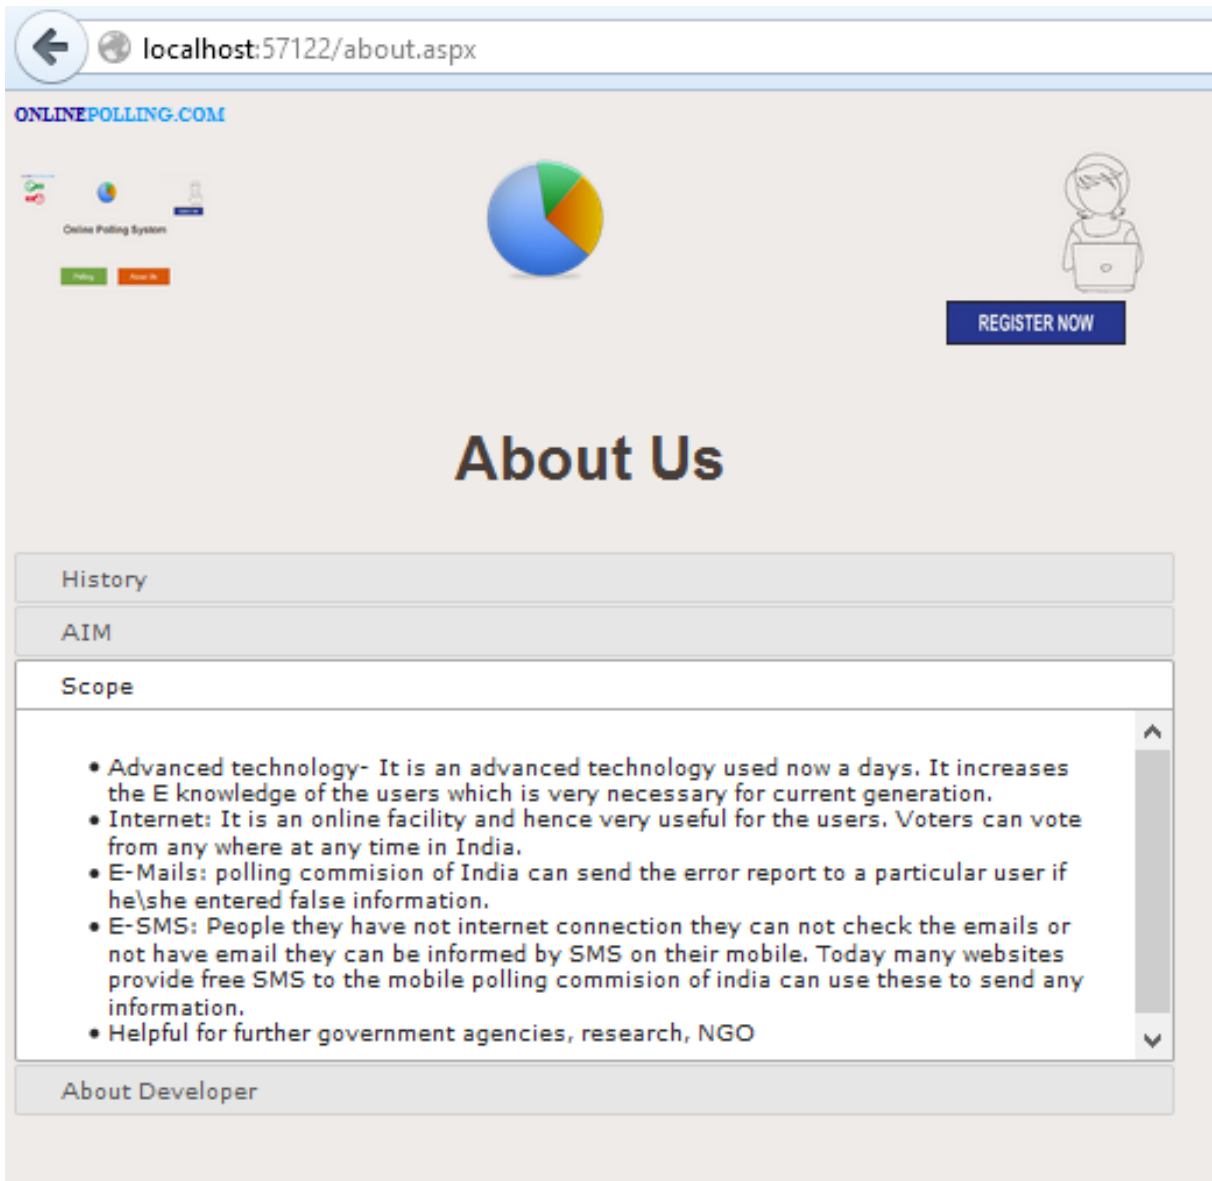 localhost:57122/about.aspx
ONLINEPOLLING.COM
Online Polling System
Polling About Us
REGISTER NOW
About Us
History
AIM
Scope
• Advanced technology- It is an advanced technology used now a days. It increases
the E knowledge of the users which is very necessary for current generation.
• Internet: It is an online facility and hence very useful for the users. Voters can vote
from any where at any time in India.
• E-Mails: polling commision of India can send the error report to a particular user if
he\she entered false information.
• E-SMS: People they have not internet connection they can not check the emails or
not have email they can be informed by SMS on their mobile. Today many websites
provide free SMS to the mobile polling commision of india can use these to send any
information.
• Helpful for further government agencies, research, NGO
About Developer